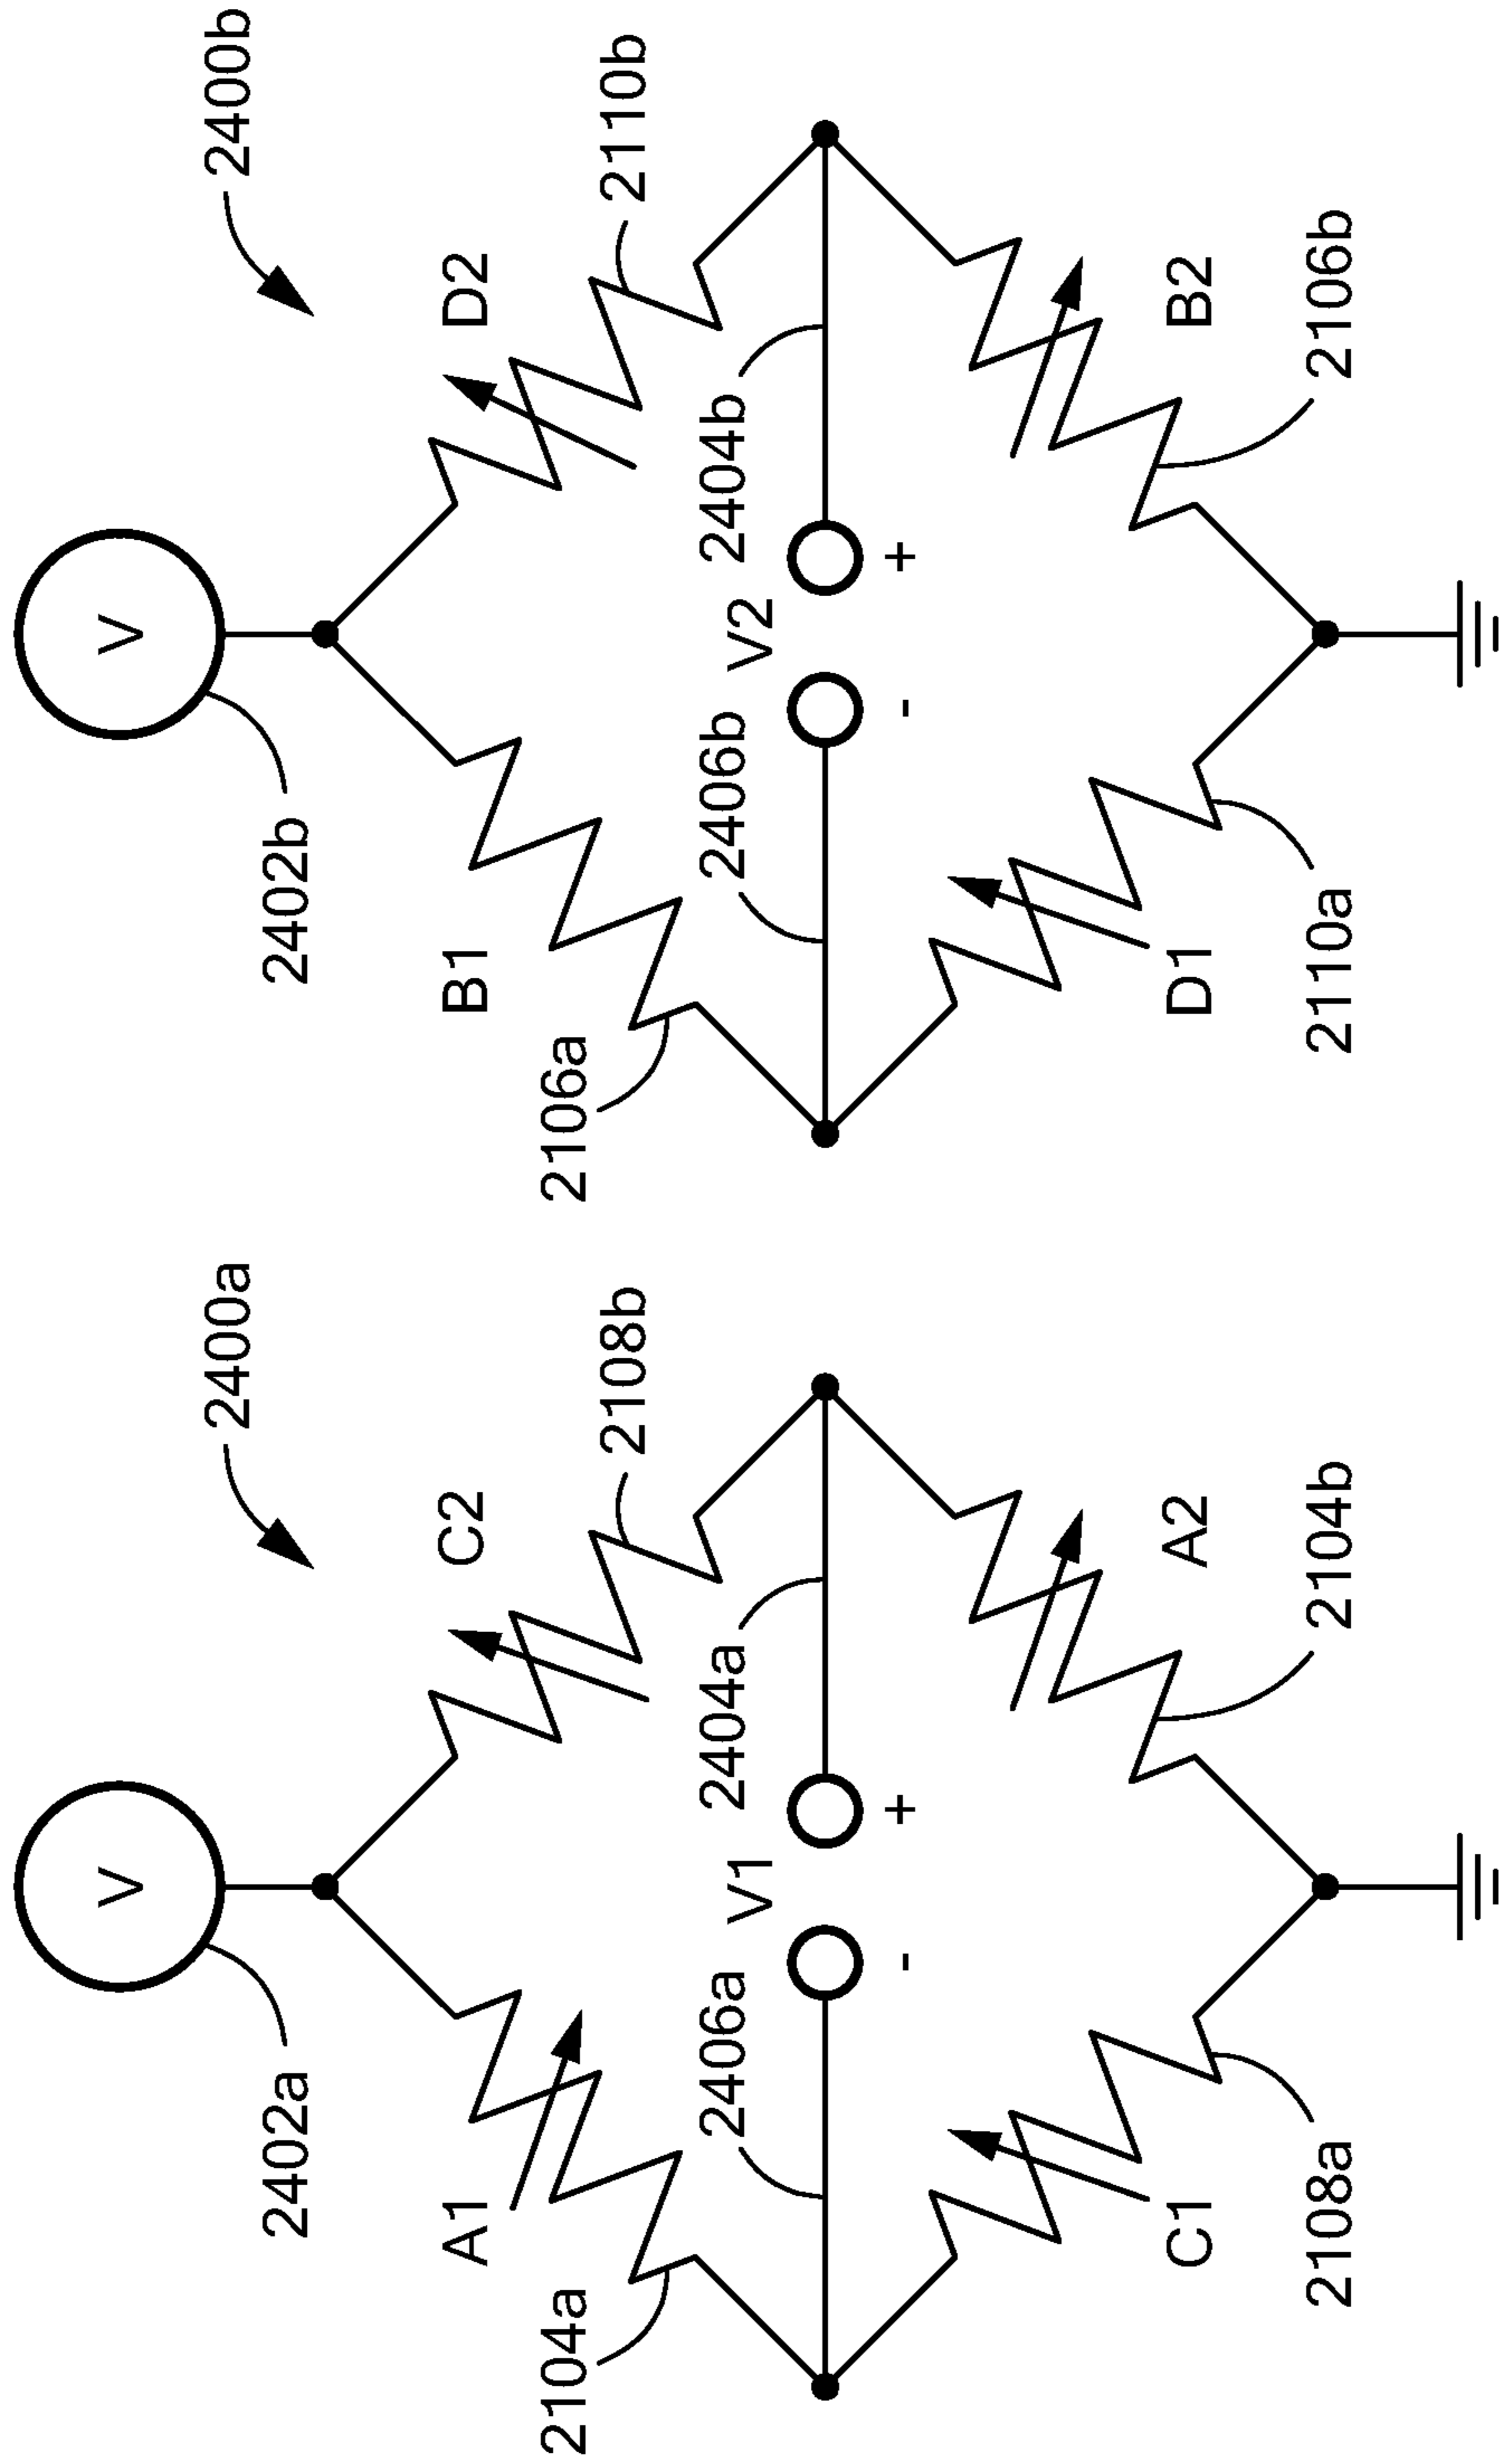 2400a
2400b
V
V
2402a
2402b
A1
C2
B1
D2
2104a
2108b
2106a
2110b
2406a
2404a
2406b
2404b
V1
V2
- +
- +
C1
A2
D1
B2
2108a
2104b
2110a
2106b